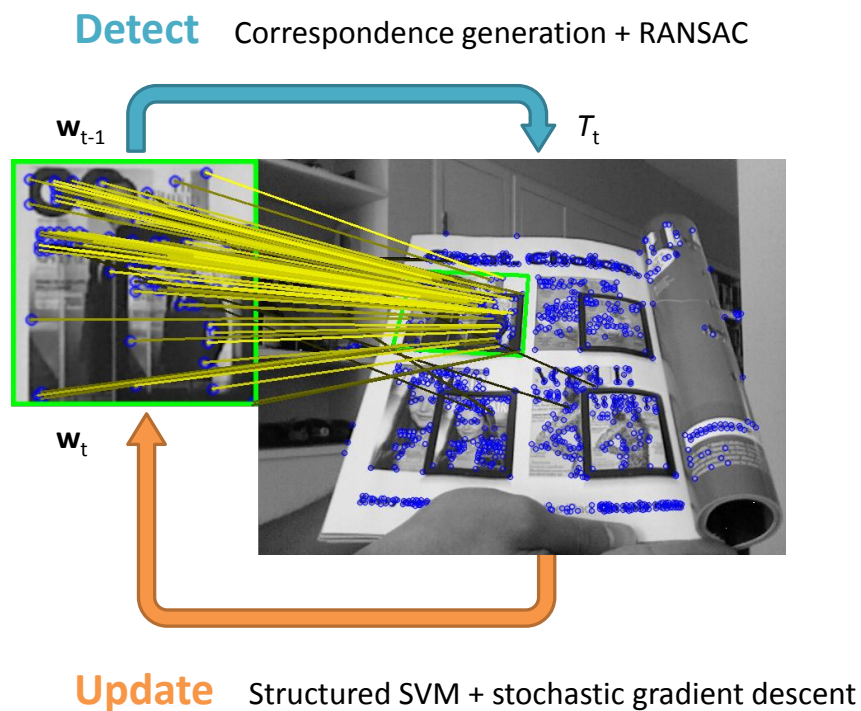 Detect Correspondence generation + RANSAC
w_{t-1} T_t
w_t
Update Structured SVM + stochastic gradient descent